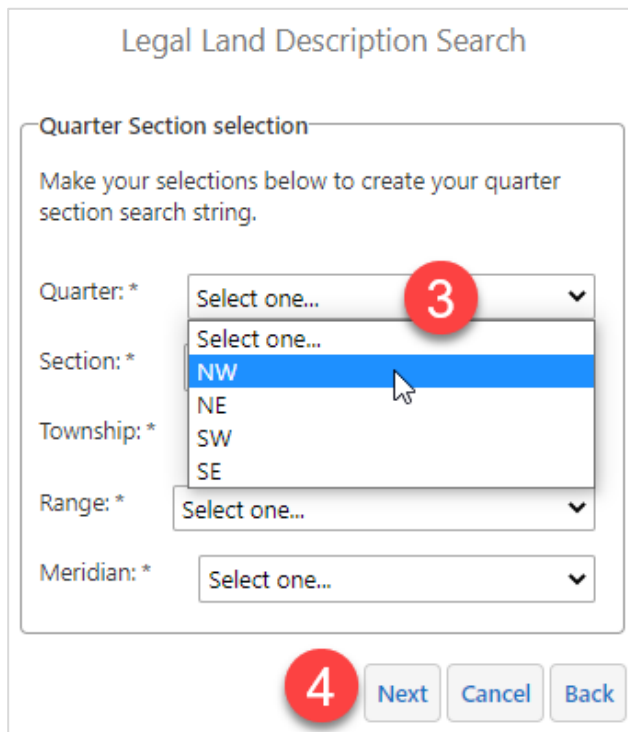 Legal Land Description Search
Quarter Section selection
Make your selections below to create your quarter
section search string.
Quarter: * Select one... 3
Select one...
Section: *
NW
NE
Township: *
SW
SE
Range: * Select one...
Meridian: * Select one...
4 Next Cancel Back